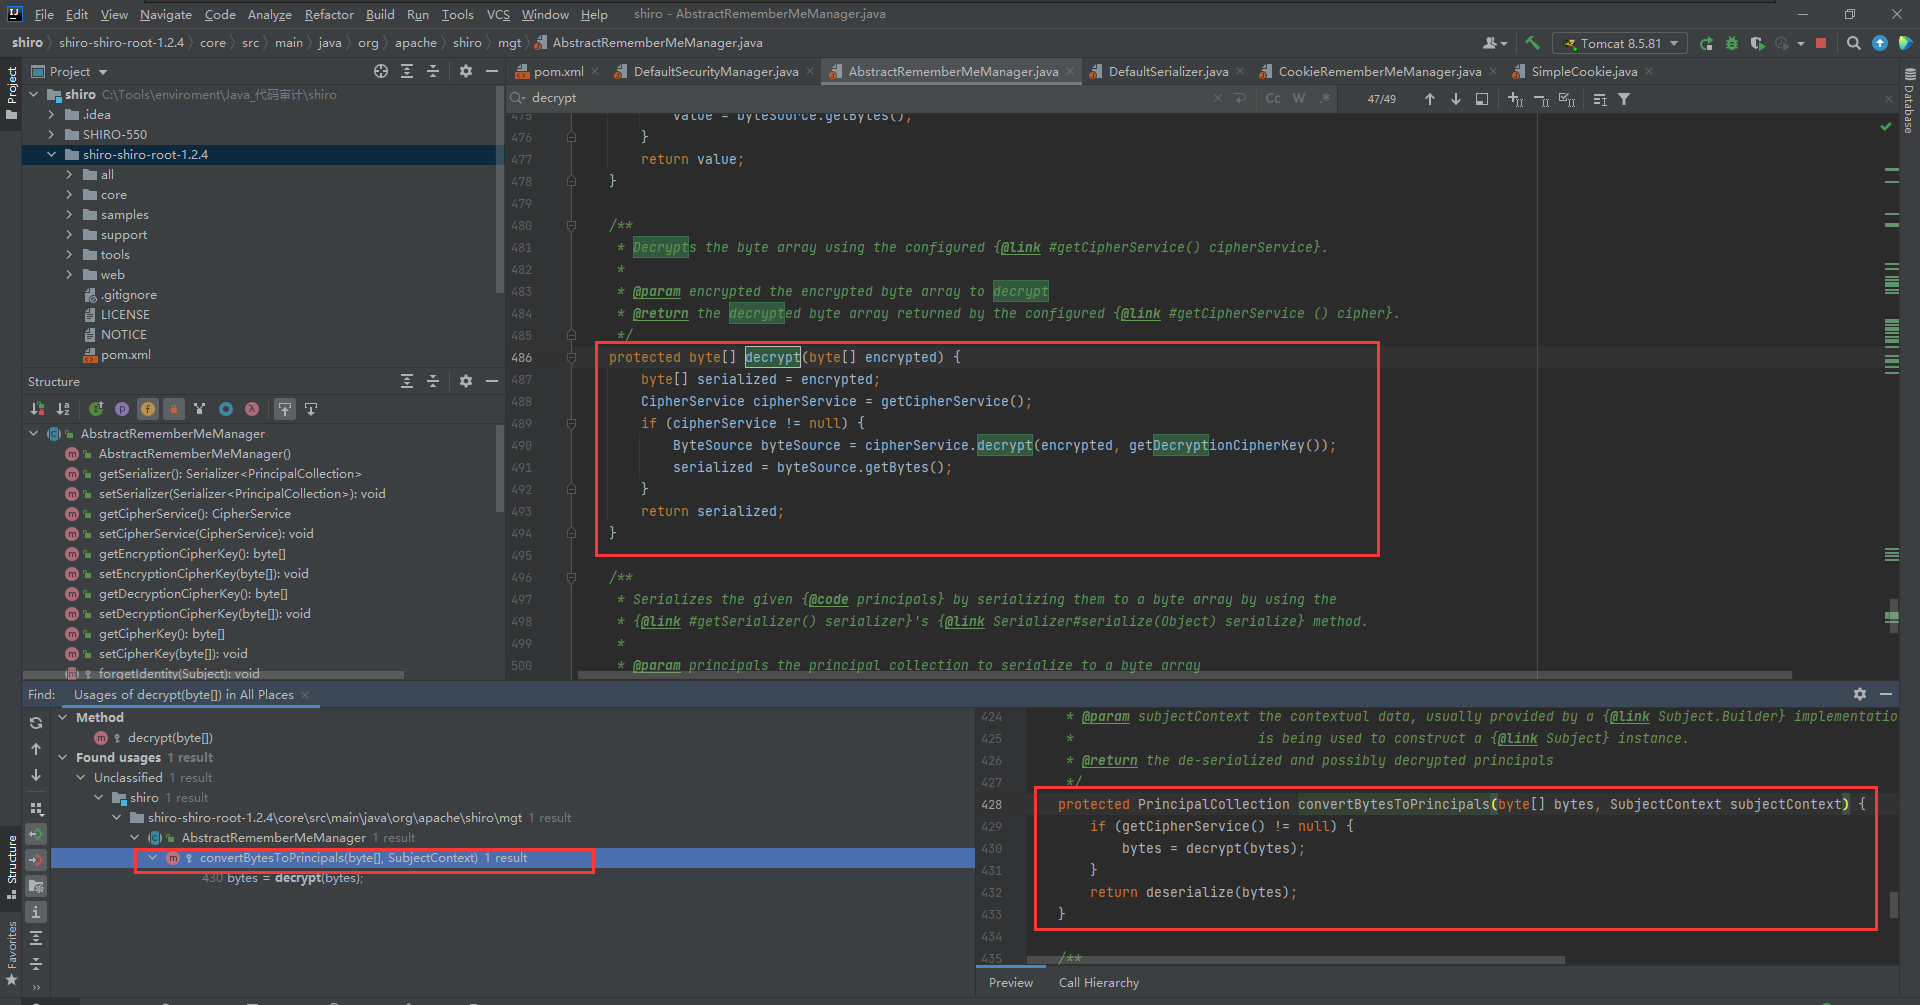 File Edit View Navigate Code Analyze Refactor Build Run Tools VCS Window Help shiro - AbstractRememberMeManager.java
shiro shiro-shiro-root-1.2.4 core src main java org apache shiro mgt AbstractRememberMeManager.java Tomcat 8.5.81
Project
pom.xml DefaultSecurityManager.java AbstractRememberMeManager.java DefaultSerializer.java CookieRememberMeManager.java SimpleCookie.java
decrypt Cc W .* 47/49
shiro C:\Tools\enviroment\Java_代码审计\shiro
.idea
SHIRO-550
shiro-shiro-root-1.2.4
all
core
samples
support
tools
web
.gitignore
LICENSE
NOTICE
pom.xml
Structure
AbstractRememberMeManager
AbstractRememberMeManager()
getSerializer(): Serializer<PrincipalCollection>
setSerializer(Serializer<PrincipalCollection>): void
getCipherService(): CipherService
setCipherService(CipherService): void
getEncryptionCipherKey(): byte[]
setEncryptionCipherKey(byte[]): void
getDecryptionCipherKey(): byte[]
setDecryptionCipherKey(byte[]): void
getCipherKey(): byte[]
setCipherKey(byte[]): void
forgetIdentity(Subject): void
475 value = byteSource.getBytes();
476 }
477 return value;
478 }
479
480 /**
481 * Decrypts the byte array using the configured {@link #getCipherService() cipherService}.
482 *
483 * @param encrypted the encrypted byte array to decrypt
484 * @return the decrypted byte array returned by the configured {@link #getCipherService () cipher}.
485 */
486 protected byte[] decrypt(byte[] encrypted) {
487 byte[] serialized = encrypted;
488 CipherService cipherService = getCipherService();
489 if (cipherService != null) {
490 ByteSource byteSource = cipherService.decrypt(encrypted, getDecryptionCipherKey());
491 serialized = byteSource.getBytes();
492 }
493 return serialized;
494 }
495
496 /**
497 * Serializes the given {@code principals} by serializing them to a byte array by using the
498 * {@link #getSerializer() serializer}'s {@link Serializer#serialize(Object) serialize} method.
499 *
500 * @param principals the principal collection to serialize to a byte array
Project
Structure
Favorites
Database
Find: Usages of decrypt(byte[]) in All Places
Method
decrypt(byte[])
Found usages 1 result
Unclassified 1 result
shiro 1 result
shiro-shiro-root-1.2.4\core\src\main\java\org\apache\shiro\mgt 1 result
AbstractRememberMeManager 1 result
convertBytesToPrincipals(byte[], SubjectContext) 1 result
430 bytes = decrypt(bytes);
424 * @param subjectContext the contextual data, usually provided by a {@link Subject.Builder} implementatio
425 * is being used to construct a {@link Subject} instance.
426 * @return the de-serialized and possibly decrypted principals
427 */
428 protected PrincipalCollection convertBytesToPrincipals(byte[] bytes, SubjectContext subjectContext) {
429 if (getCipherService() != null) {
430 bytes = decrypt(bytes);
431 }
432 return deserialize(bytes);
433 }
434
435 /**
Preview Call Hierarchy